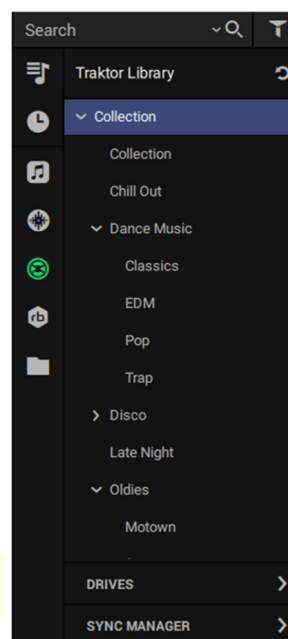 Search
Traktor Library
Collection
Collection
Chill Out
Dance Music
Classics
EDM
Pop
Trap
Disco
Late Night
Oldies
Motown
DRIVES
SYNC MANAGER